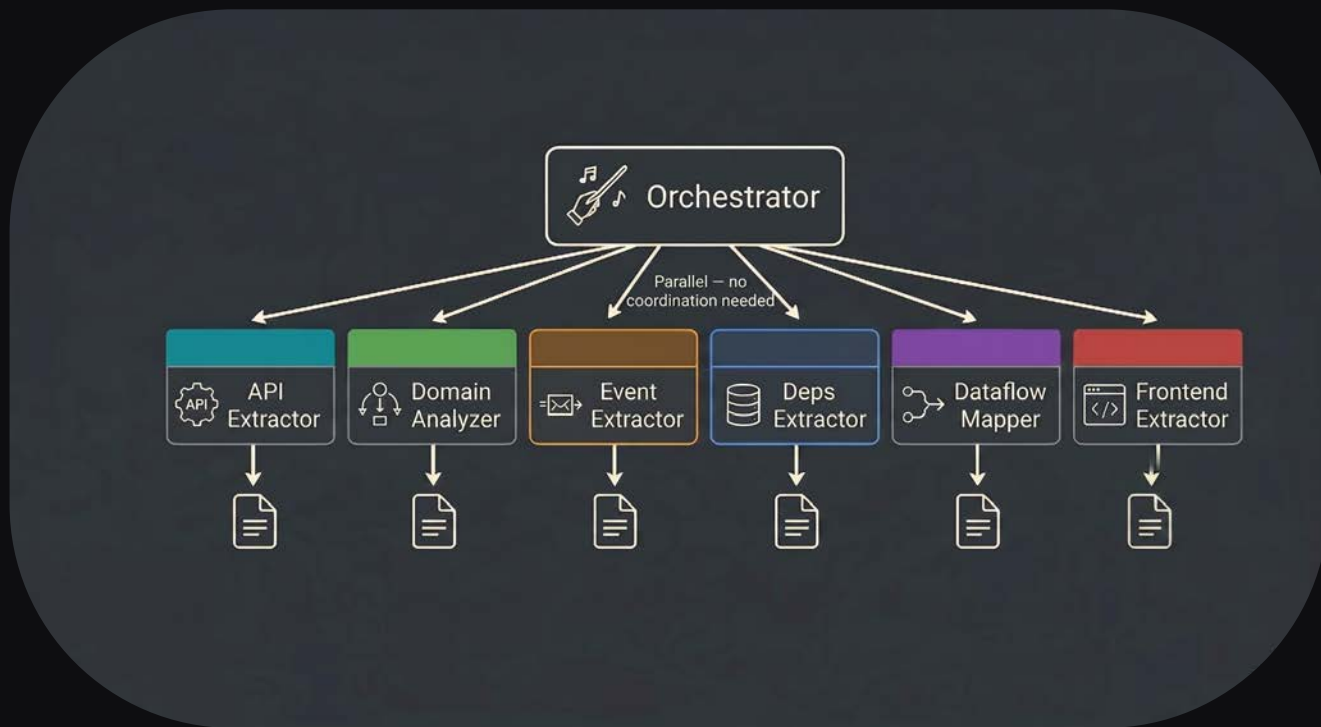 Orchestrator
Parallel – no
coordination needed
API
API
Extractor
Domain
Analyzer
Event
Extractor
Deps
Extractor
Dataflow
Mapper
</>
Frontend
Extractor